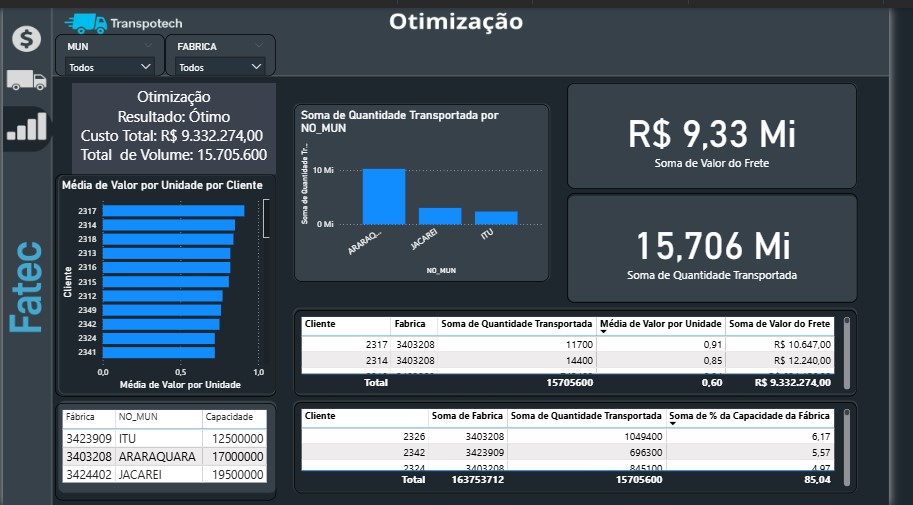 Transpotech
Otimização
MUN
Todos
FABRICA
Todos
Fatec
Otimização
Resultado: Ótimo
Custo Total: R$ 9.332.274,00
Total de Volume: 15.705.600
Média de Valor por Unidade por Cliente
Cliente
2317
2314
2318
2313
2316
2315
2312
2349
2342
2324
2341
0,0 0,5 1,0
Média de Valor por Unidade
Soma de Quantidade Transportada por
NO_MUN
Soma de Quantidade Tr...
10 Mi
0 Mi
ARARAQ...
JACAREI
ITU
NO_MUN
R$ 9,33 Mi
Soma de Valor do Frete
15,706 Mi
Soma de Quantidade Transportada
Cliente Fabrica Soma de Quantidade Transportada Média de Valor por Unidade Soma de Valor do Frete
2317 3403208 11700 0,91 R$ 10.647,00
2314 3403208 14400 0,85 R$ 12.240,00
Total 15705600 0,60 R$ 9.332.274,00
Fábrica NO_MUN Capacidade
3423909 ITU 12500000
3403208 ARARAQUARA 17000000
3424402 JACAREI 19500000
Cliente Soma de Fabrica Soma de Quantidade Transportada Soma de % da Capacidade da Fábrica
2326 3403208 1049400 6,17
2342 3423909 696300 5,57
2324 3403208 845100 4,97
Total 163753712 15705600 85,04